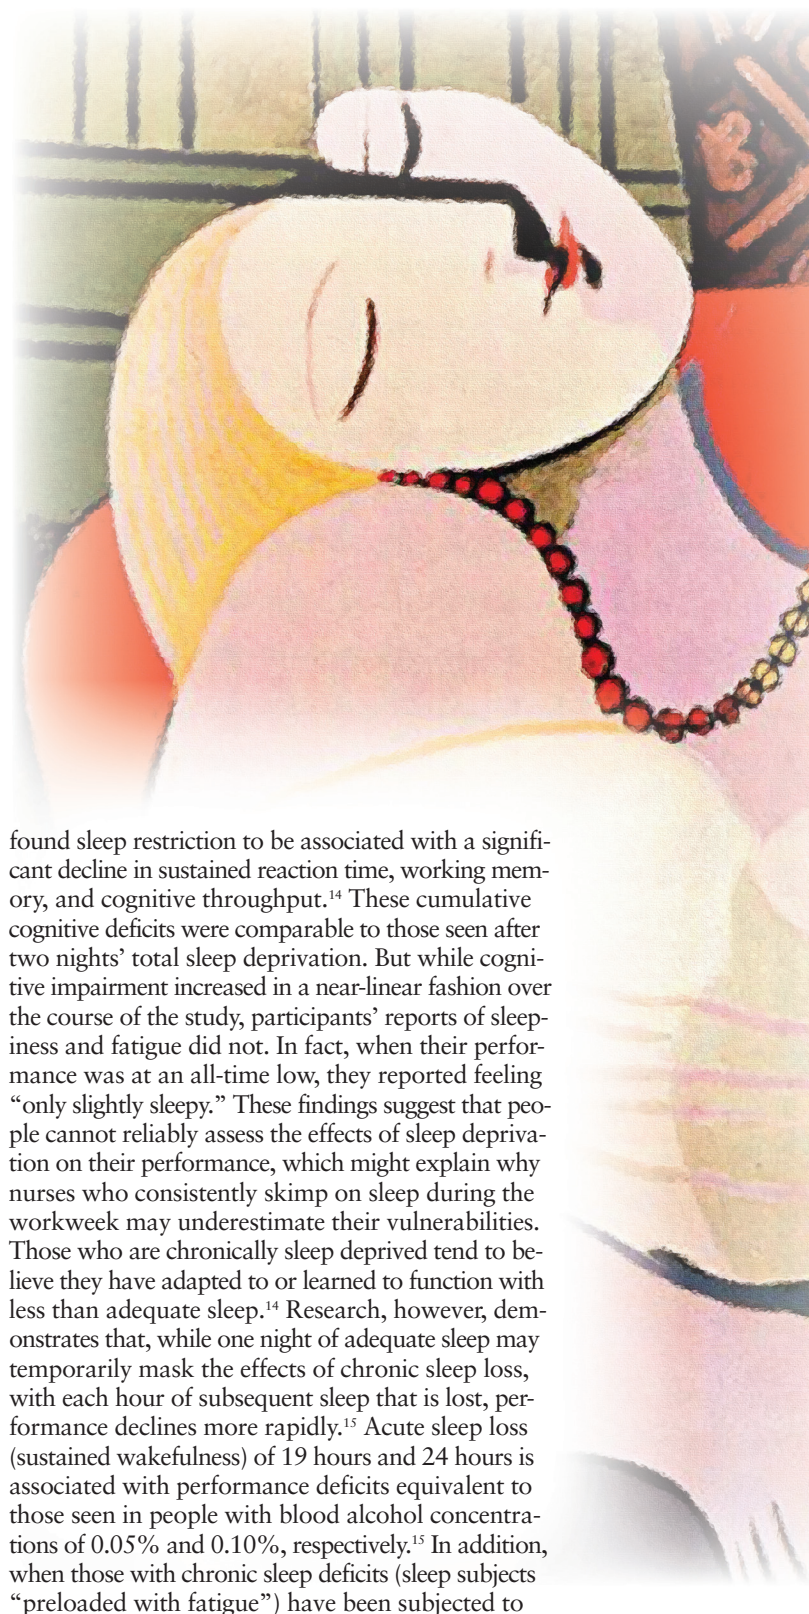 found sleep restriction to be associated with a signifi-
cant decline in sustained reaction time, working mem-
ory, and cognitive throughput.¹⁴ These cumulative
cognitive deficits were comparable to those seen after
two nights’ total sleep deprivation. But while cogni-
tive impairment increased in a near-linear fashion over
the course of the study, participants’ reports of sleep-
iness and fatigue did not. In fact, when their perfor-
mance was at an all-time low, they reported feeling
“only slightly sleepy.” These findings suggest that peo-
ple cannot reliably assess the effects of sleep depriva-
tion on their performance, which might explain why
nurses who consistently skimp on sleep during the
workweek may underestimate their vulnerabilities.
Those who are chronically sleep deprived tend to be-
lieve they have adapted to or learned to function with
less than adequate sleep.¹⁴ Research, however, dem-
onstrates that, while one night of adequate sleep may
temporarily mask the effects of chronic sleep loss,
with each hour of subsequent sleep that is lost, per-
formance declines more rapidly.¹⁵ Acute sleep loss
(sustained wakefulness) of 19 hours and 24 hours is
associated with performance deficits equivalent to
those seen in people with blood alcohol concentra-
tions of 0.05% and 0.10%, respectively.¹⁵ In addition,
when those with chronic sleep deficits (sleep subjects
“preloaded with fatigue”) have been subjected to